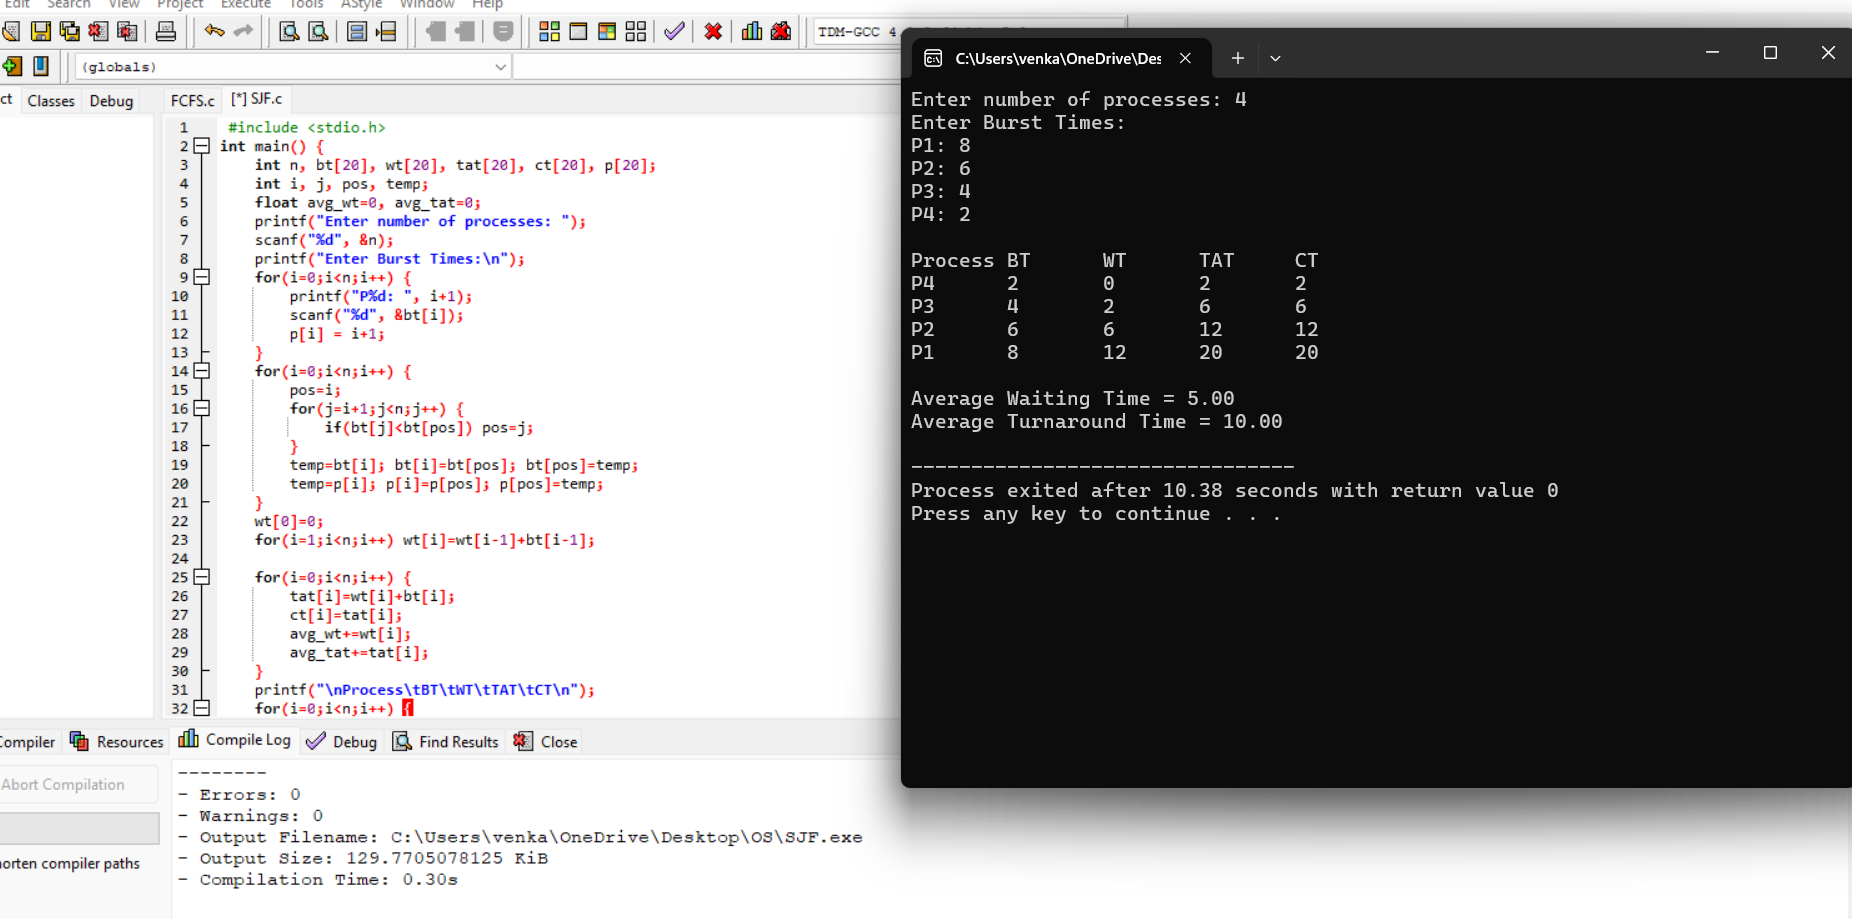 Edit Search View Project Execute Tools AStyle Window Help
TDM-GCC 4.
(globals)
Classes Debug
FCFS.c [*] SJF.c
1 #include <stdio.h>
2 int main() {
3 int n, bt[20], wt[20], tat[20], ct[20], p[20];
4 int i, j, pos, temp;
5 float avg_wt=0, avg_tat=0;
6 printf("Enter number of processes: ");
7 scanf("%d", &n);
8 printf("Enter Burst Times:\n");
9 for(i=0;i<n;i++) {
10 printf("P%d: ", i+1);
11 scanf("%d", &bt[i]);
12 p[i] = i+1;
13 }
14 for(i=0;i<n;i++) {
15 pos=i;
16 for(j=i+1;j<n;j++) {
17 if(bt[j]<bt[pos]) pos=j;
18 }
19 temp=bt[i]; bt[i]=bt[pos]; bt[pos]=temp;
20 temp=p[i]; p[i]=p[pos]; p[pos]=temp;
21 }
22 wt[0]=0;
23 for(i=1;i<n;i++) wt[i]=wt[i-1]+bt[i-1];
24
25 for(i=0;i<n;i++) {
26 tat[i]=wt[i]+bt[i];
27 ct[i]=tat[i];
28 avg_wt+=wt[i];
29 avg_tat+=tat[i];
30 }
31 printf("\nProcess\tBT\tWT\tTAT\tCT\n");
32 for(i=0;i<n;i++) {
Compiler Resources Compile Log Debug Find Results Close
Abort Compilation
orten compiler paths
--------
- Errors: 0
- Warnings: 0
- Output Filename: C:\Users\venka\OneDrive\Desktop\OS\SJF.exe
- Output Size: 129.7705078125 KiB
- Compilation Time: 0.30s
C:\Users\venka\OneDrive\Des
Enter number of processes: 4
Enter Burst Times:
P1: 8
P2: 6
P3: 4
P4: 2
Process BT WT TAT CT
P4 2 0 2 2
P3 4 2 6 6
P2 6 6 12 12
P1 8 12 20 20
Average Waiting Time = 5.00
Average Turnaround Time = 10.00
--------------------------------
Process exited after 10.38 seconds with return value 0
Press any key to continue . . .